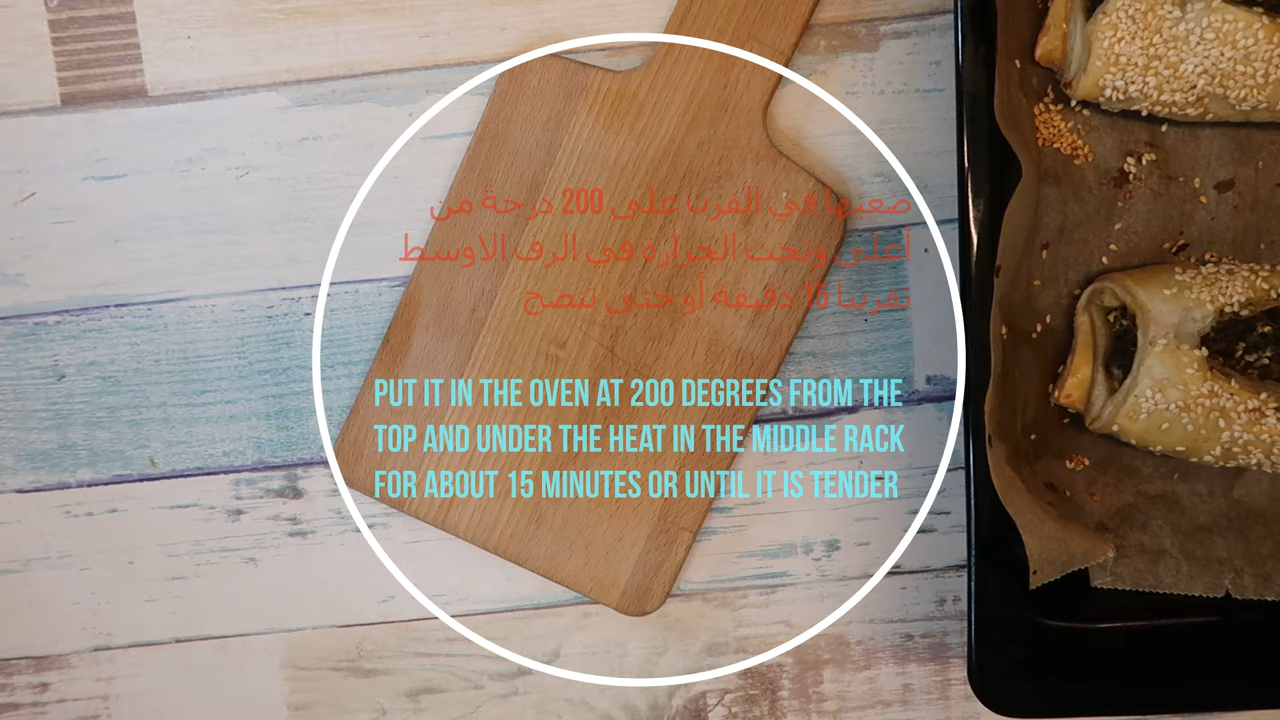 ضعيها في الفرن على 200 درجة من
أعلى وتحت الحرارة في الرف الاوسط
تقريبا 15 دقيقه أو حتى تنضج
PUT IT IN THE OVEN AT 200 DEGREES FROM THE
TOP AND UNDER THE HEAT IN THE MIDDLE RACK
FOR ABOUT 15 MINUTES OR UNTIL IT IS TENDER